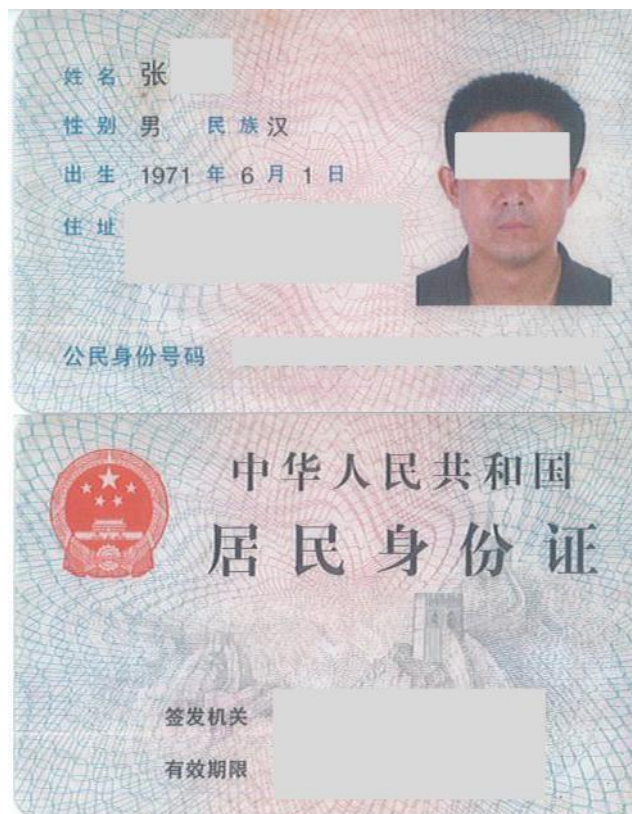 姓名 张
性别 男 民族 汉
出生 1971 年 6 月 1 日
住址
公民身份号码
中华人民共和国
居民身份证
签发机关
有效期限